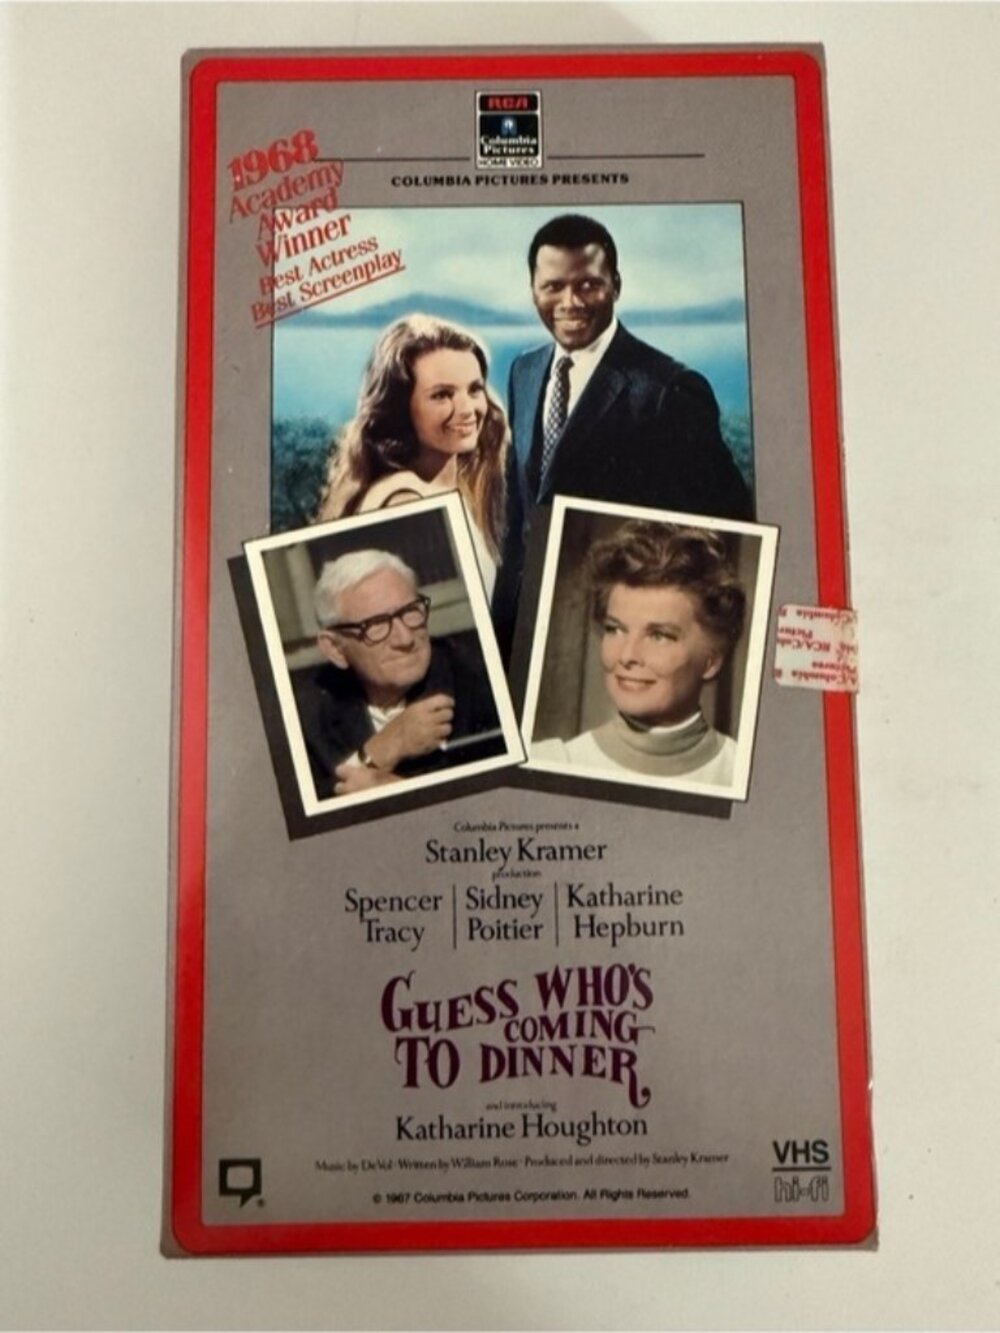 RCA
Columbia
Pictures
HOME VIDEO
COLUMBIA PICTURES PRESENTS
1968
Academy
Award
Winner
Best Actress
Best Screenplay
Columbia Pictures presents a
Stanley Kramer
production
Spencer Tracy
Sidney Poitier
Katharine Hepburn
GUESS WHO'S
COMING
TO DINNER
and introducing
Katharine Houghton
Music by DeVol · Written by William Rose · Produced and directed by Stanley Kramer
© 1967 Columbia Pictures Corporation. All Rights Reserved.
VHS
hi-fi